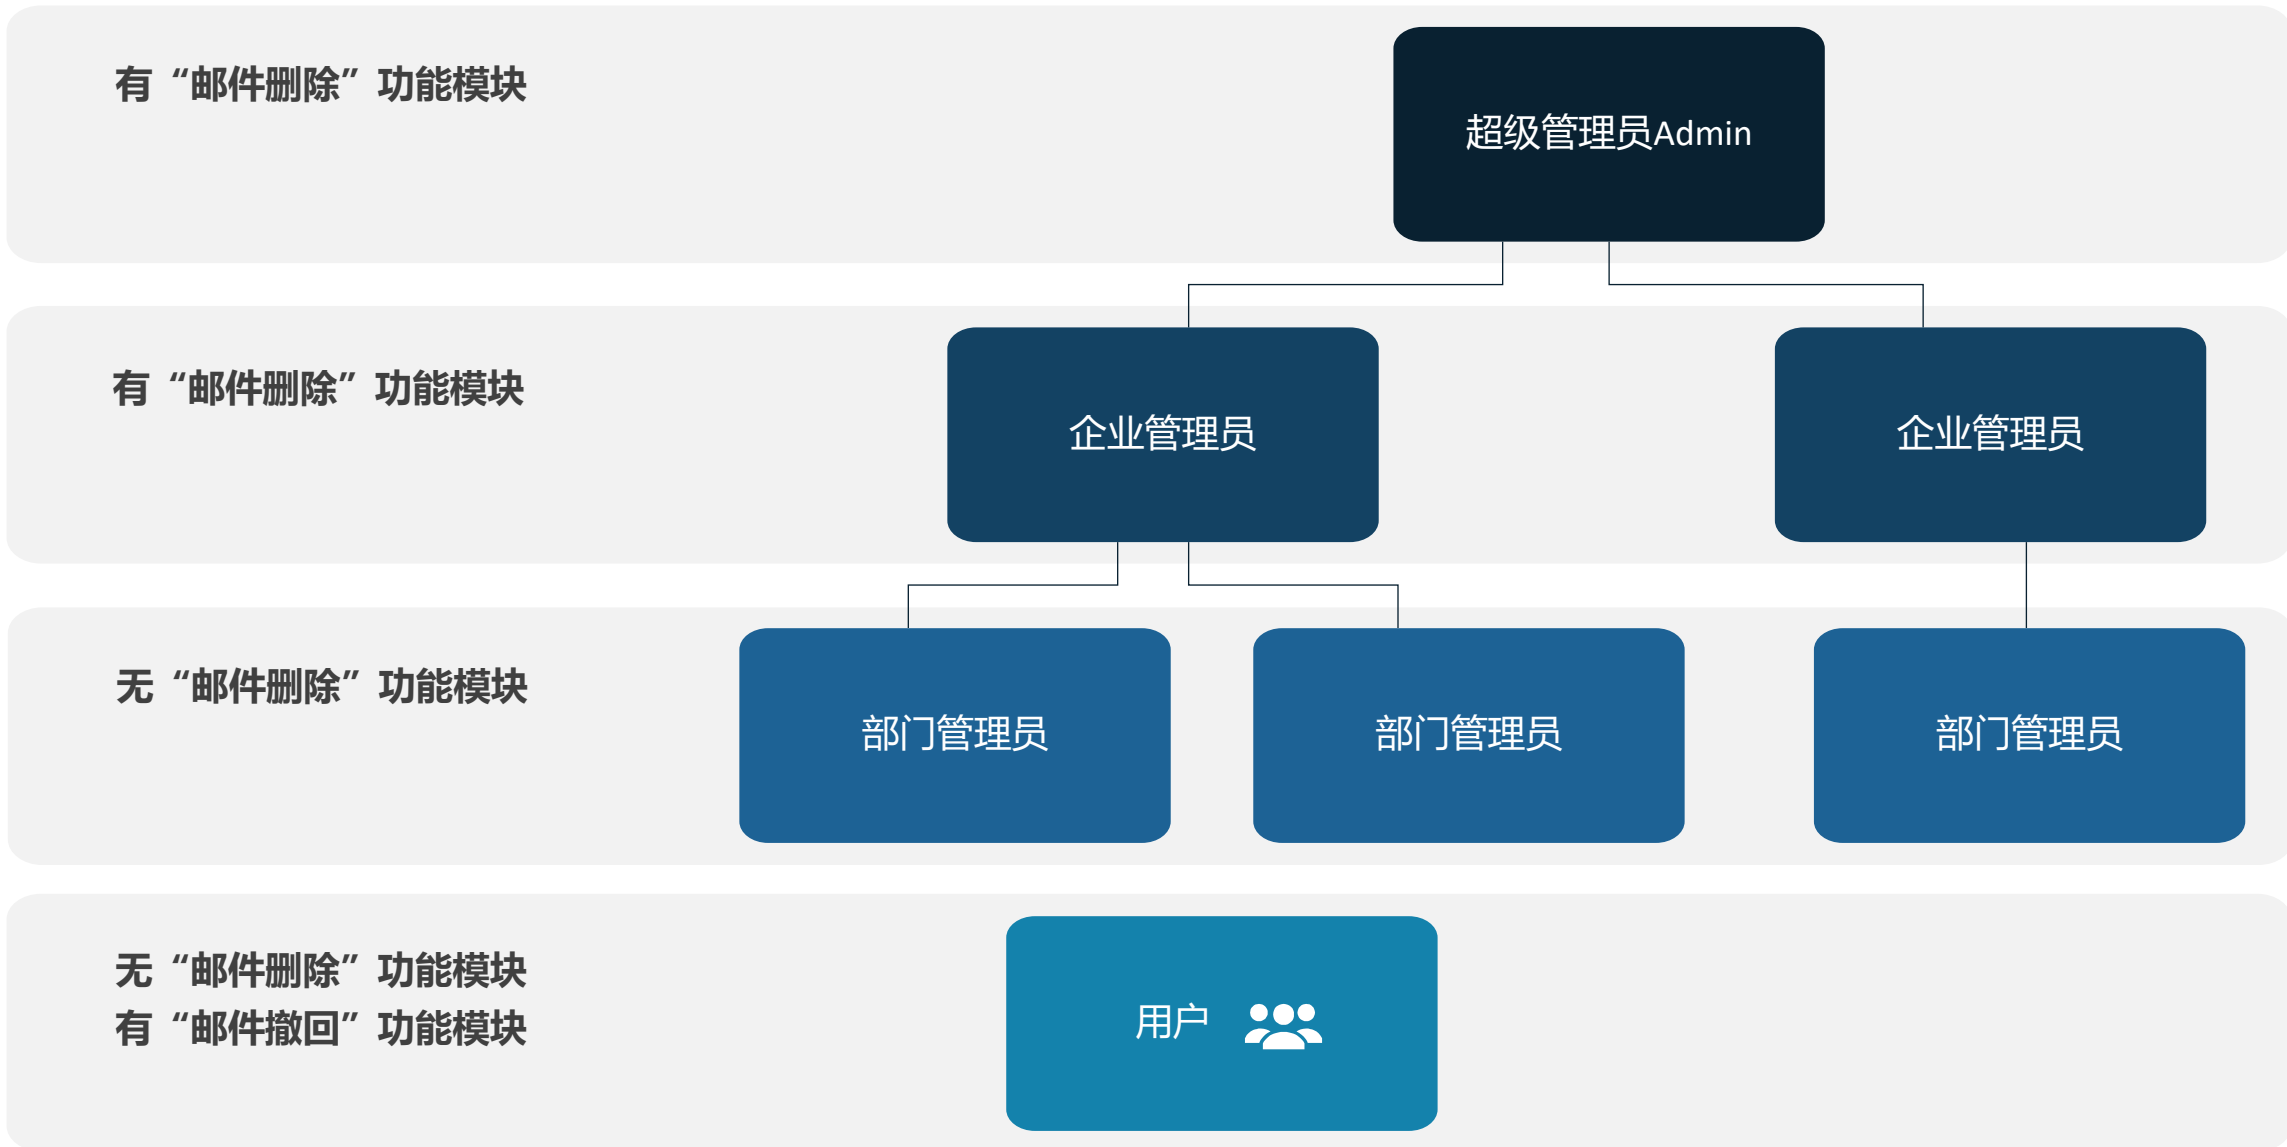 有“邮件删除”功能模块
超级管理员Admin
有“邮件删除”功能模块
企业管理员
企业管理员
无“邮件删除”功能模块
部门管理员
部门管理员
部门管理员
无“邮件删除”功能模块
有“邮件撤回”功能模块
用户